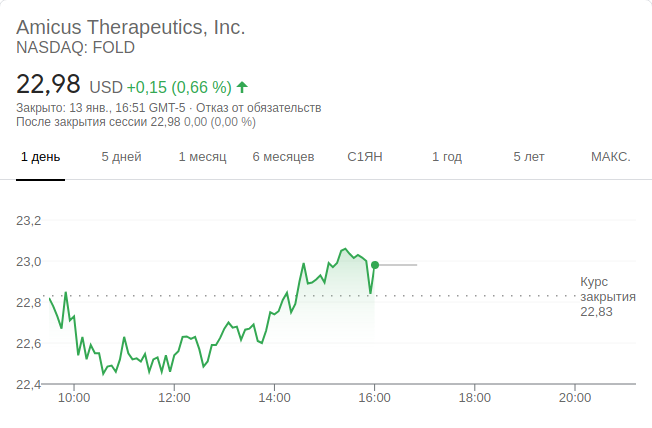 Amicus Therapeutics, Inc.
NASDAQ: FOLD
22,98 USD +0,15 (0,66 %)
Закрыто: 13 янв., 16:51 GMT-5 · Отказ от обязательств
После закрытия сессии 22,98 0,00 (0,00 %)
1 день 5 дней 1 месяц 6 месяцев С1ЯН 1 год 5 лет МАКС.
23,2
23,0
22,8
22,6
22,4
Курс
закрытия
22,83
10:00 12:00 14:00 16:00 18:00 20:00